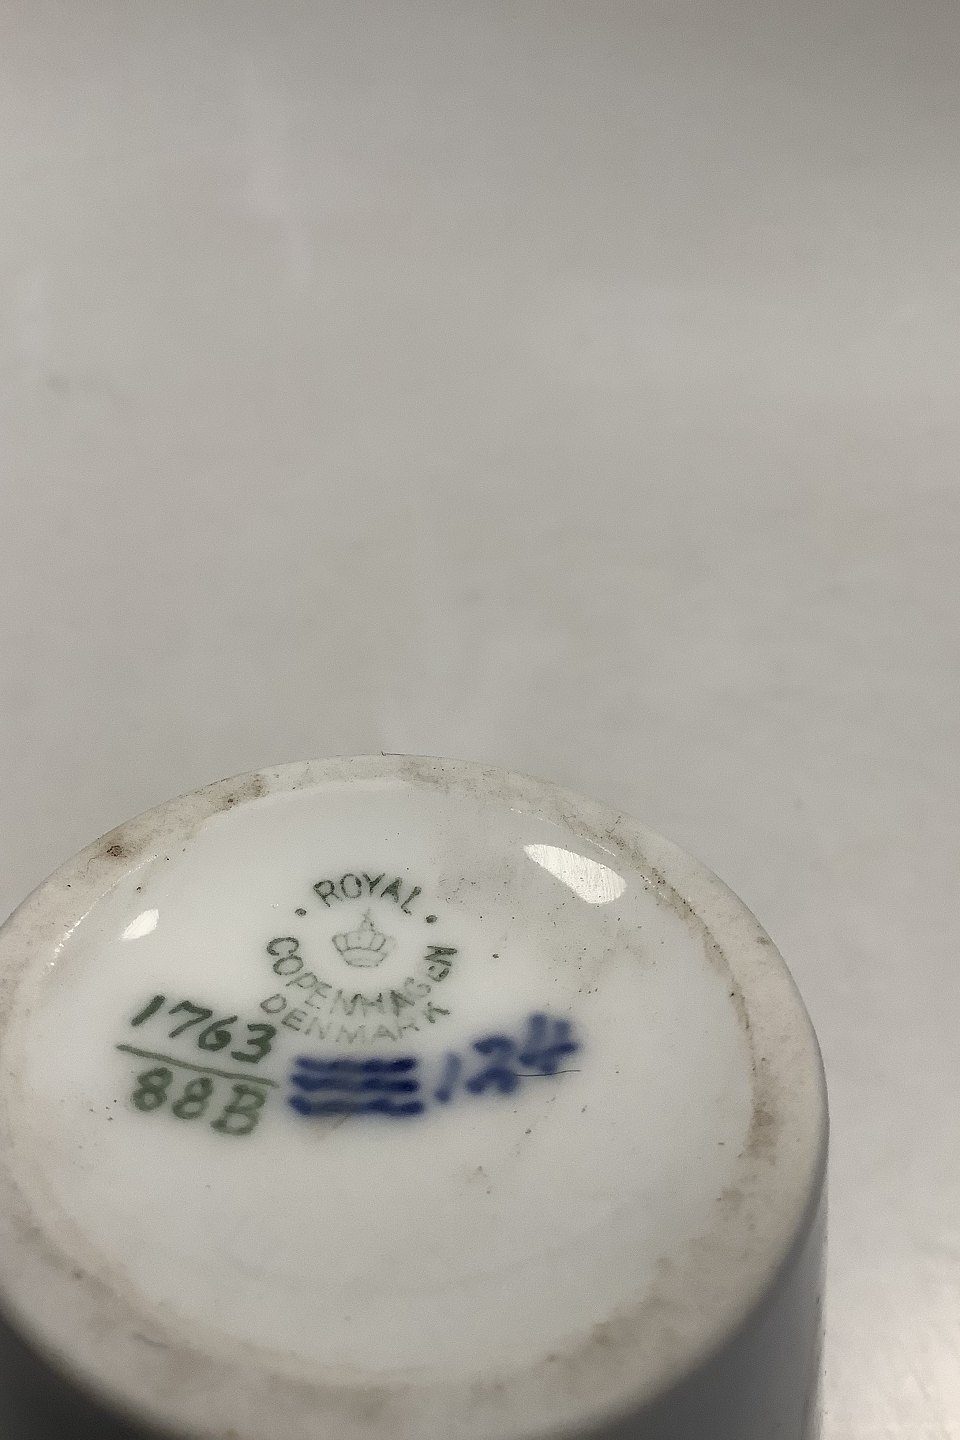 ROYAL
COPENHAGEN
DENMARK
1763
88B
124